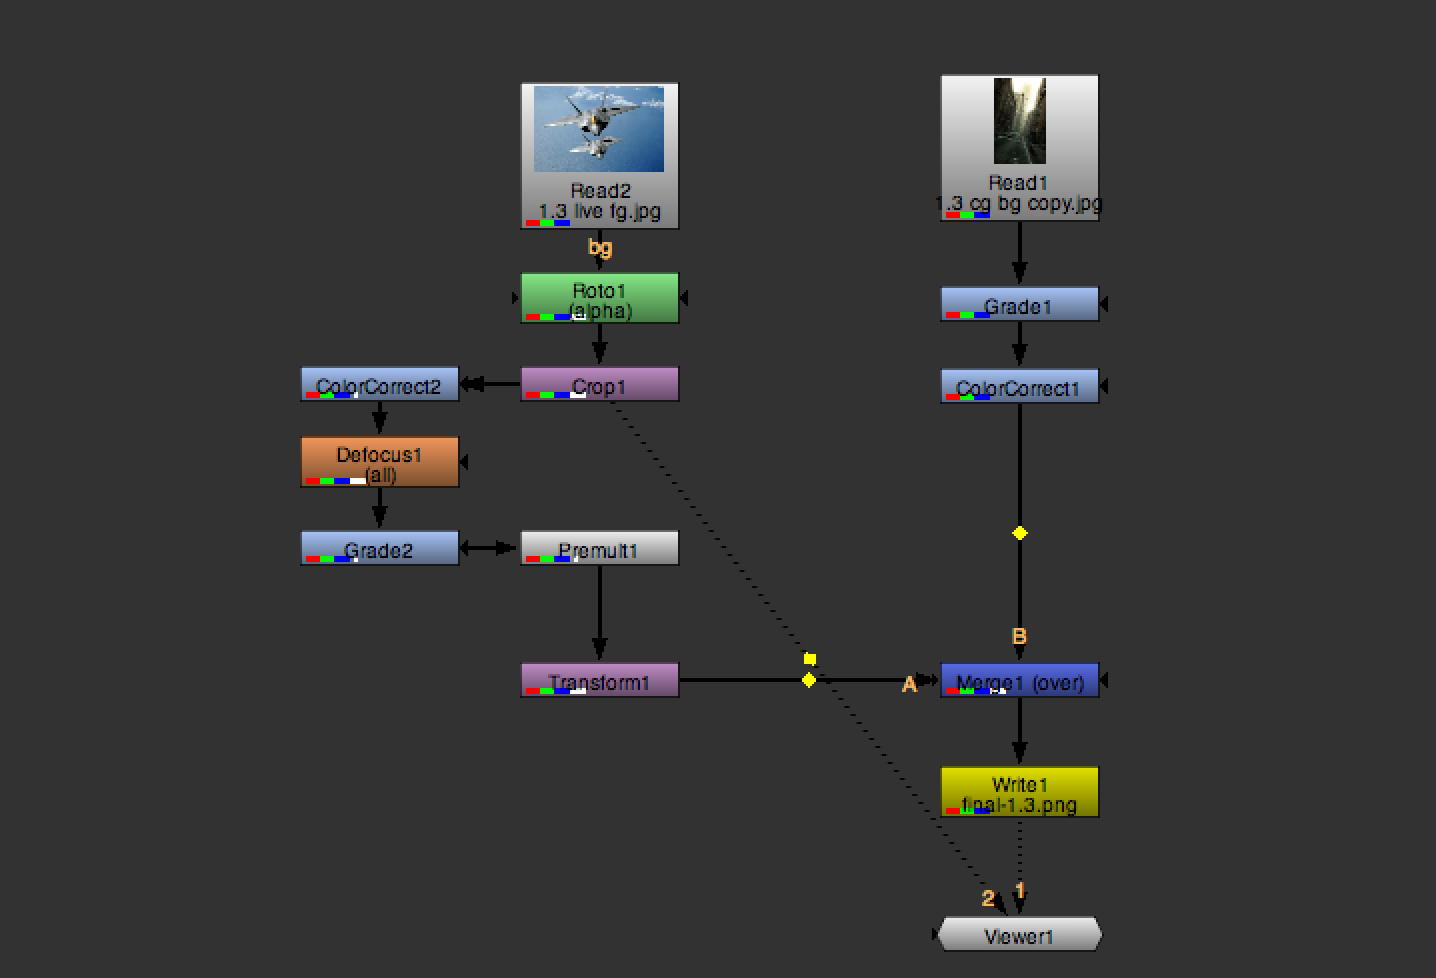 Read2
1.3 live fg.jpg
bg
Read1
1.3 cg bg copy.jpg
Roto1
(alpha)
Grade1
ColorCorrect2
Crop1
ColorCorrect1
Defocus1
(all)
Grade2
Premult1
B
Transform1
A
Merge1 (over)
Write1
final-1.3.png
2
1
Viewer1